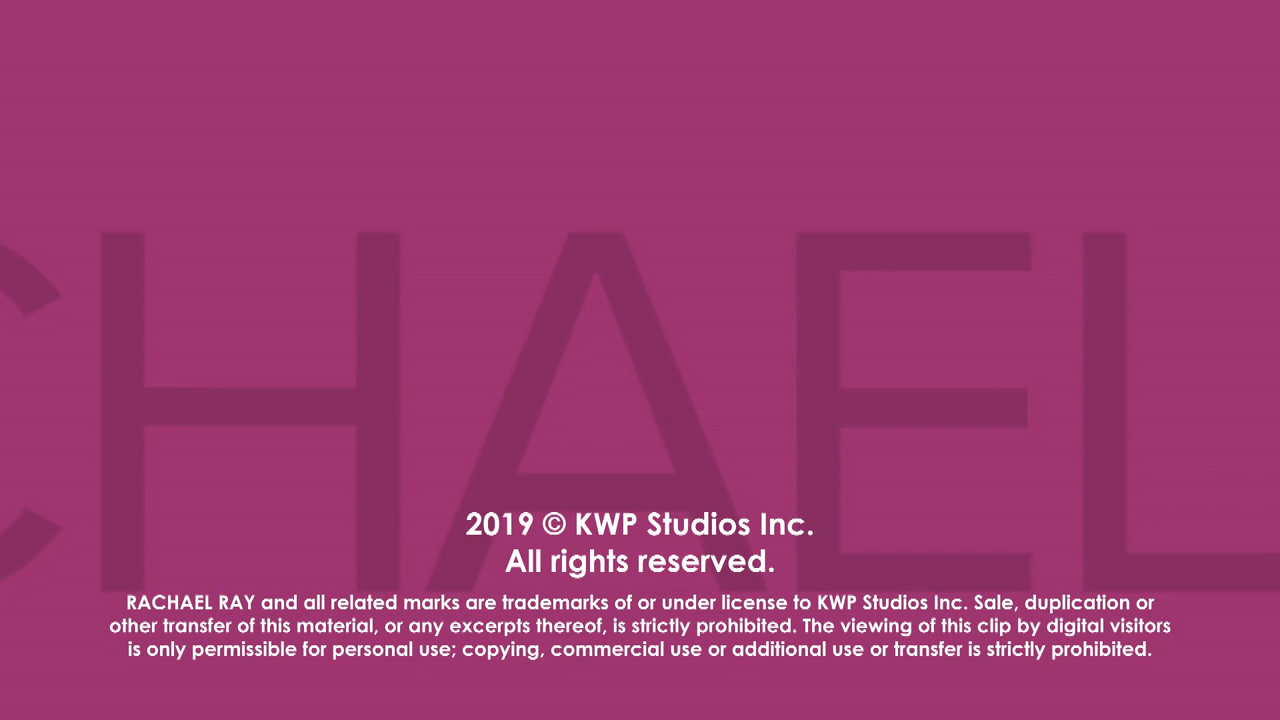 CHAEL
2019 © KWP Studios Inc.
All rights reserved.
RACHAEL RAY and all related marks are trademarks of or under license to KWP Studios Inc. Sale, duplication or
other transfer of this material, or any excerpts thereof, is strictly prohibited. The viewing of this clip by digital visitors
is only permissible for personal use; copying, commercial use or additional use or transfer is strictly prohibited.